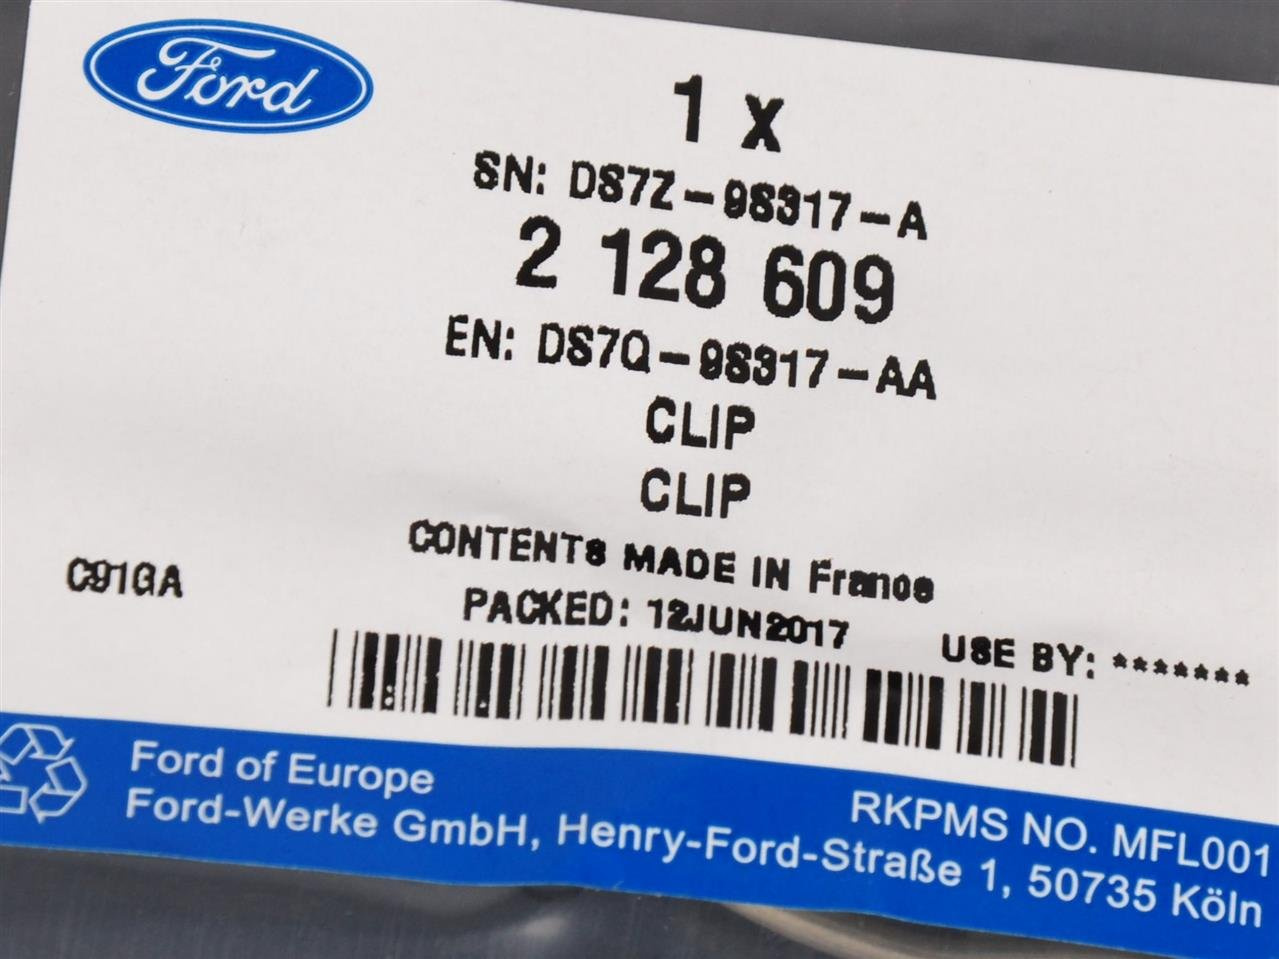 Ford
1 x
SN: DS7Z-9S317-A
2 128 609
EN: DS7Q-9S317-AA
CLIP
CLIP
CONTENTS MADE IN France
C91GA
PACKED: 12JUN2017
USE BY: *******
Ford of Europe
Ford-Werke GmbH, Henry-Ford-Straße 1, 50735 Köln
RKPMS NO. MFL001